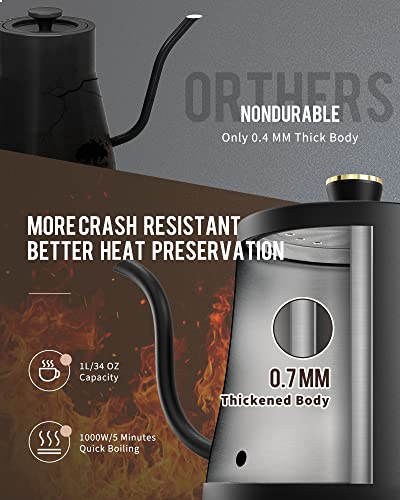 ORTHERS
NONDURABLE
Only 0.4 MM Thick Body
MORE CRASH RESISTANT
BETTER HEAT PRESERVATION
1L/34 OZ
Capacity
0.7MM
Thickened Body
1000W/5 Minutes
Quick Boiling